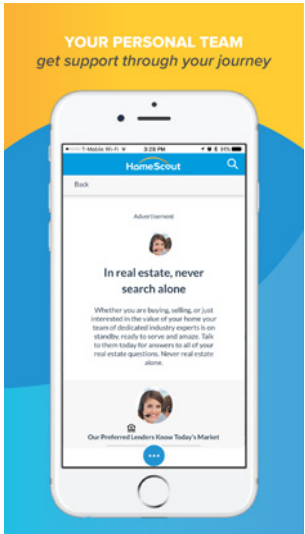 YOUR PERSONAL TEAM
get support through your journey
T-Mobile Wi-Fi
3:28 PM
91%
HomeScout
Back
Advertisement
In real estate, never
search alone
Whether you are buying, selling, or just
interested in the value of your home your
team of dedicated industry experts is on
standby, ready to serve and amaze. Talk
to them today for answers to all of your
real estate questions. Never real estate
alone.
Our Preferred Lenders Know Today's Market